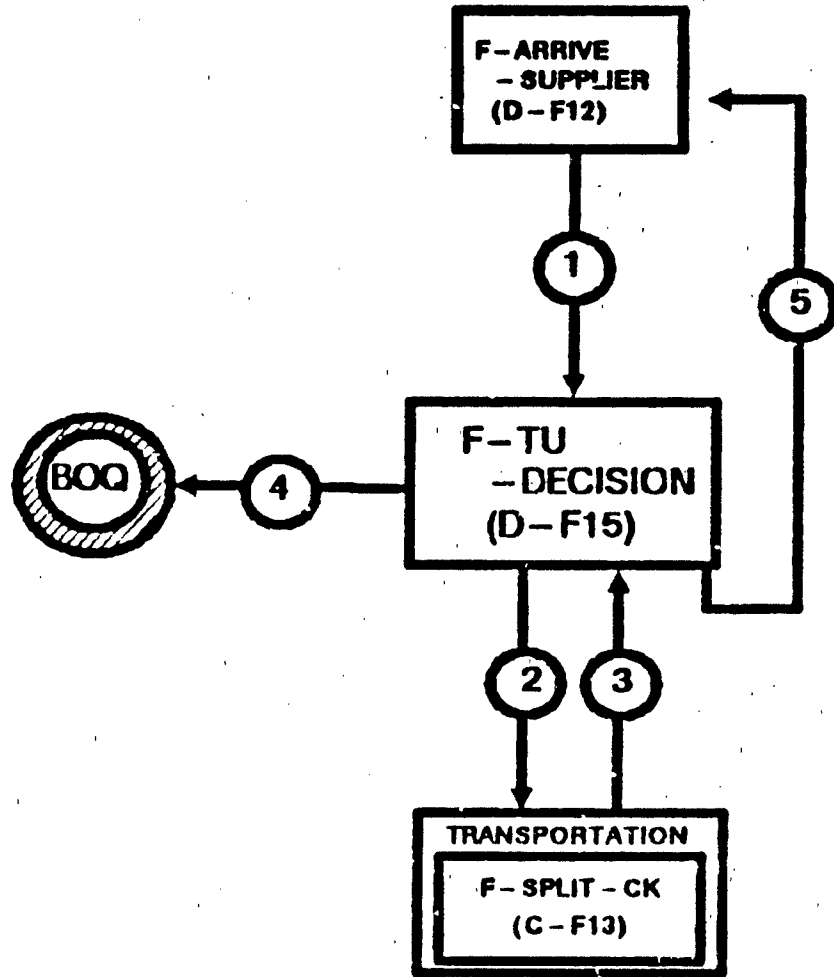 F-ARRIVE
-SUPPLIER
(D-F12)
1
5
F-TU
-DECISION
(D-F15)
BOQ
4
2
3
TRANSPORTATION
F-SPLIT-CK
(C-F13)